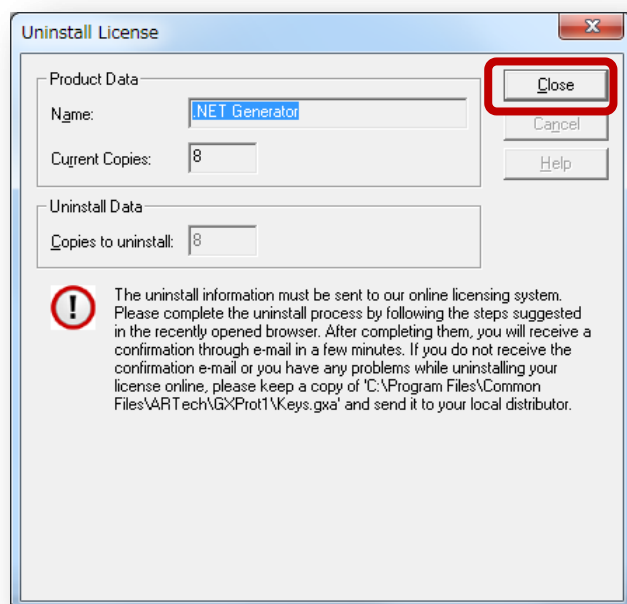 Uninstall License
Product Data
Name: .NET Generator
Current Copies: 8
Uninstall Data
Copies to uninstall: 8
Close
Cancel
Help
The uninstall information must be sent to our online licensing system.
Please complete the uninstall process by following the steps suggested
in the recently opened browser. After completing them, you will receive a
confirmation through e-mail in a few minutes. If you do not receive the
confirmation e-mail or you have any problems while uninstalling your
license online, please keep a copy of 'C:\Program Files\Common
Files\ARTech\GXProt1\Keys.gxa' and send it to your local distributor.